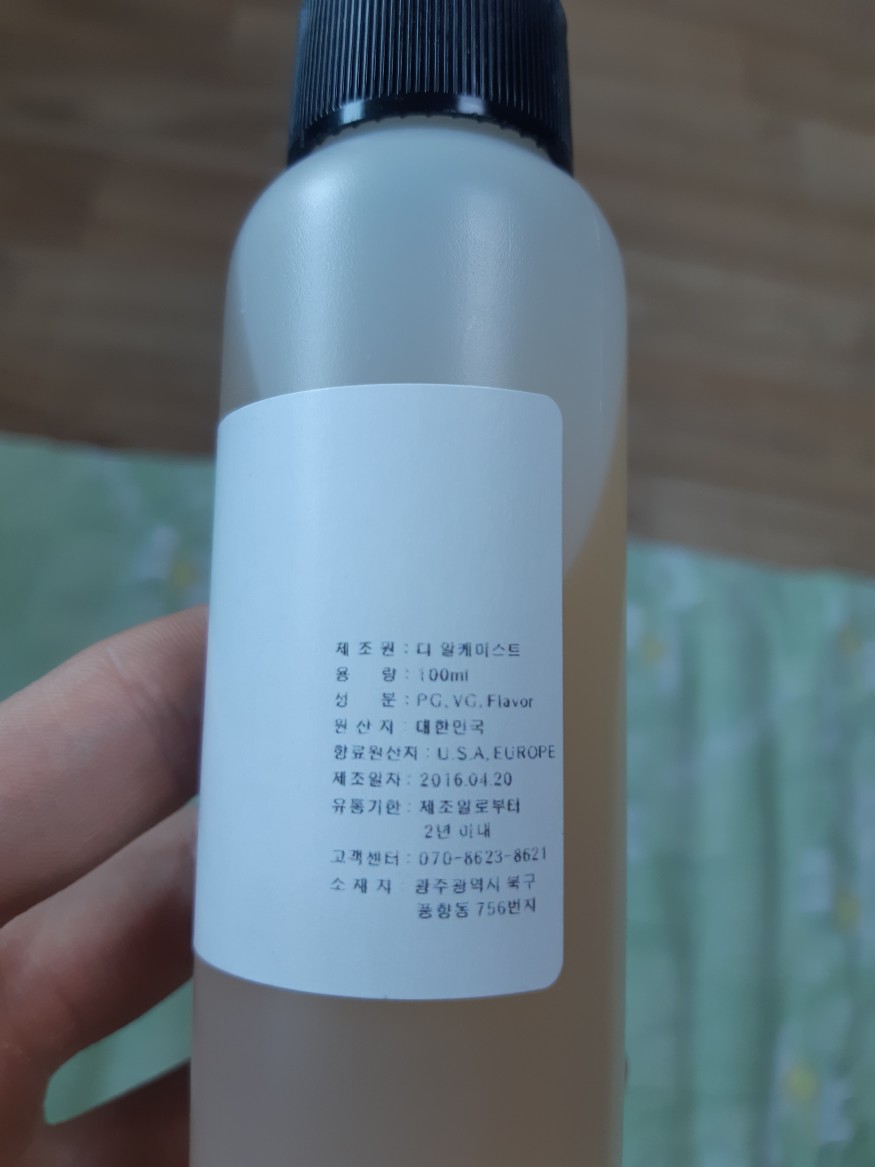 제 조 원 : 디 알케미스트
용 량 : 100ml
성 분 : PG, VG, Flavor
원 산 지 : 대한민국
향료원산지 : U.S.A, EUROPE
제조일자 : 2016.04.20
유통기한 : 제조일로부터
2년 이내
고객센터 : 070-8623-8621
소 재 지 : 광주광역시 북구
풍향동 756번지